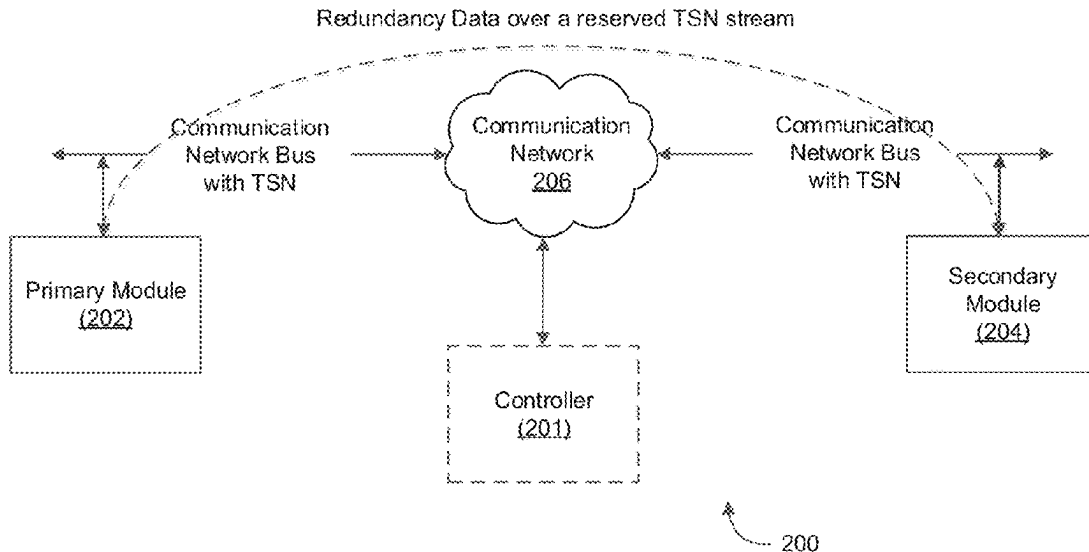 Redundancy Data over a reserved TSN stream
Communication
Network Bus
with TSN
Communication
Network
206
Communication
Network Bus
with TSN
Primary Module
(202)
Secondary
Module
(204)
Controller
(201)
200